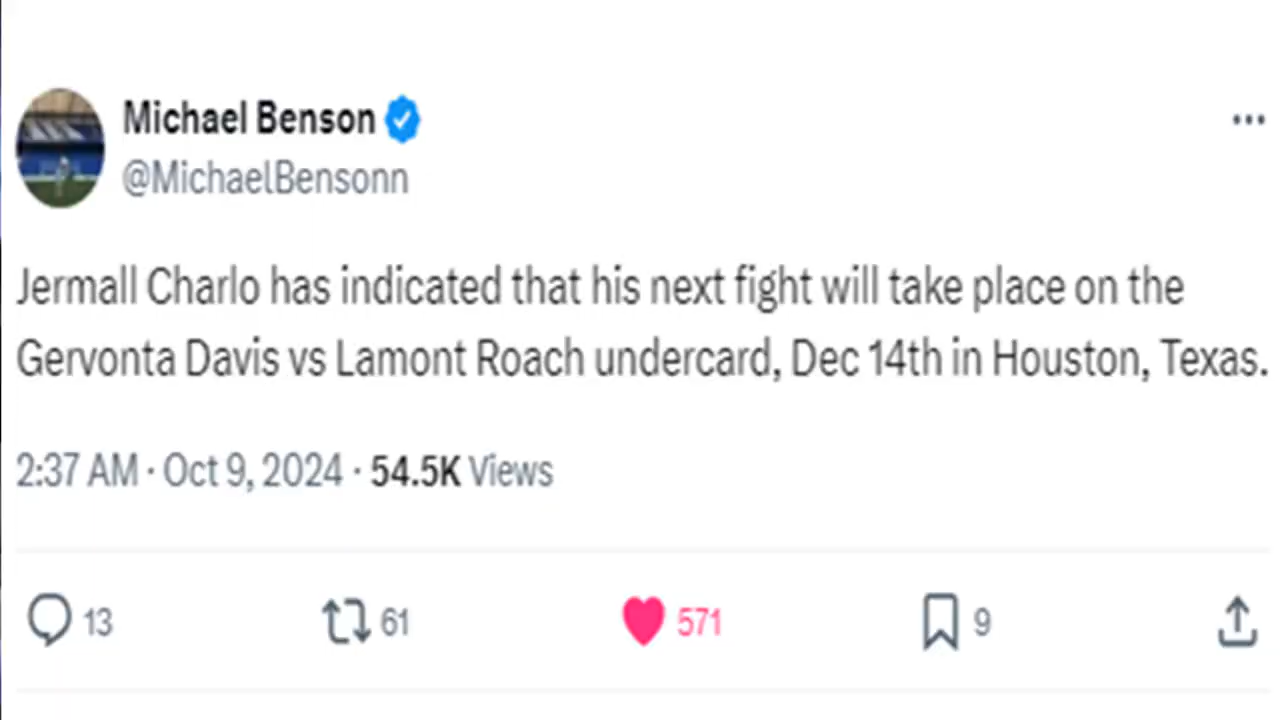 Michael Benson
@MichaelBensonn
Jermall Charlo has indicated that his next fight will take place on the
Gervonta Davis vs Lamont Roach undercard, Dec 14th in Houston, Texas.
2:37 AM · Oct 9, 2024 · 54.5K Views
13 61 571 9